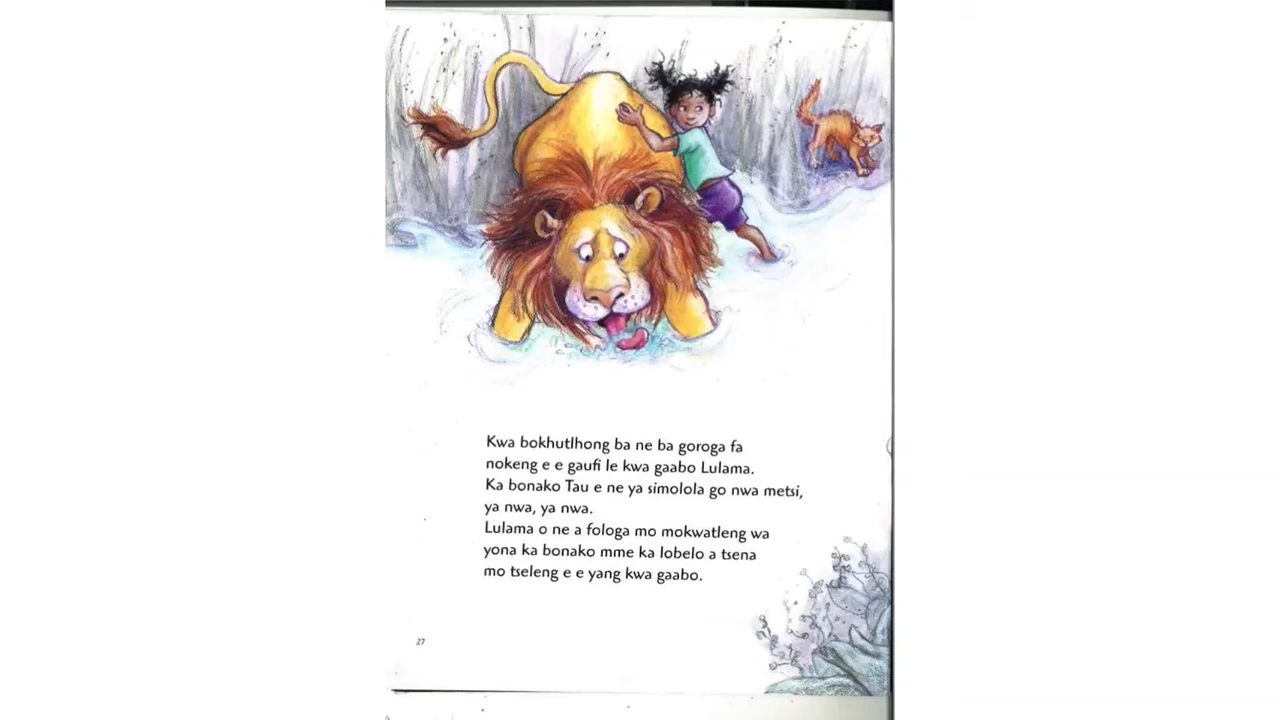 Kwa bokhutlhong ba ne ba goroga fa
nokeng e e gaufi le kwa gaabo Lulama.
Ka bonako Tau e ne ya simolola go nwa metsi,
ya nwa, ya nwa.
Lulama o ne a fologa mo mokwatleng wa
yona ka bonako mme ka lobelo a tsena
mo tseleng e e yang kwa gaabo.
27